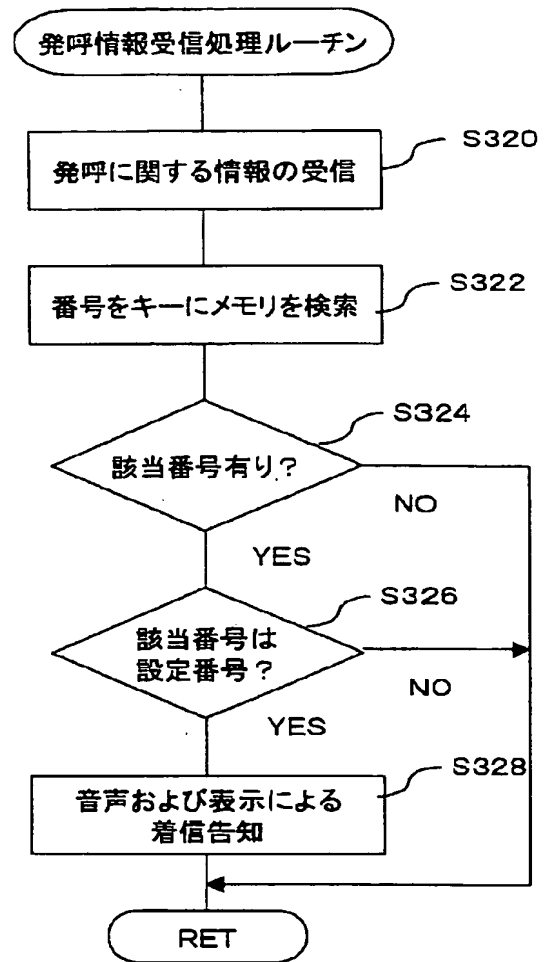 発呼情報受信処理ルーチン
S320
発呼に関する情報の受信
S322
番号をキーにメモリを検索
S324
該当番号有り？
NO
YES
S326
該当番号は
設定番号？
NO
YES
S328
音声および表示による
着信告知
RET